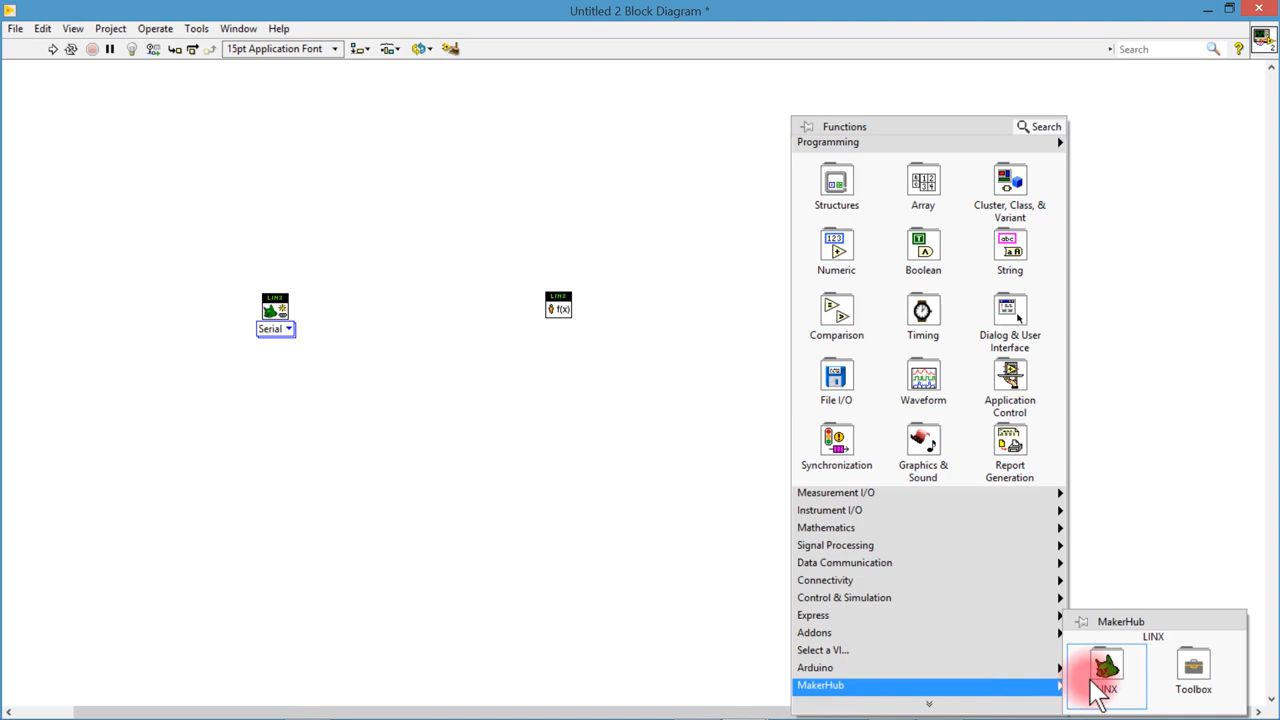 Untitled 2 Block Diagram *
File Edit View Project Operate Tools Window Help
15pt Application Font
Search
2
Functions
Search
Programming
Structures
Array
Cluster, Class, &
Variant
Numeric
Boolean
String
Comparison
Timing
Dialog & User
Interface
File I/O
Waveform
Application
Control
Synchronization
Graphics &
Sound
Report
Generation
Measurement I/O
Instrument I/O
Mathematics
Signal Processing
Data Communication
Connectivity
Control & Simulation
Express
Addons
Select a VI...
Arduino
MakerHub
LINX
Serial
LINX
f(x)
MakerHub
LINX
Toolbox